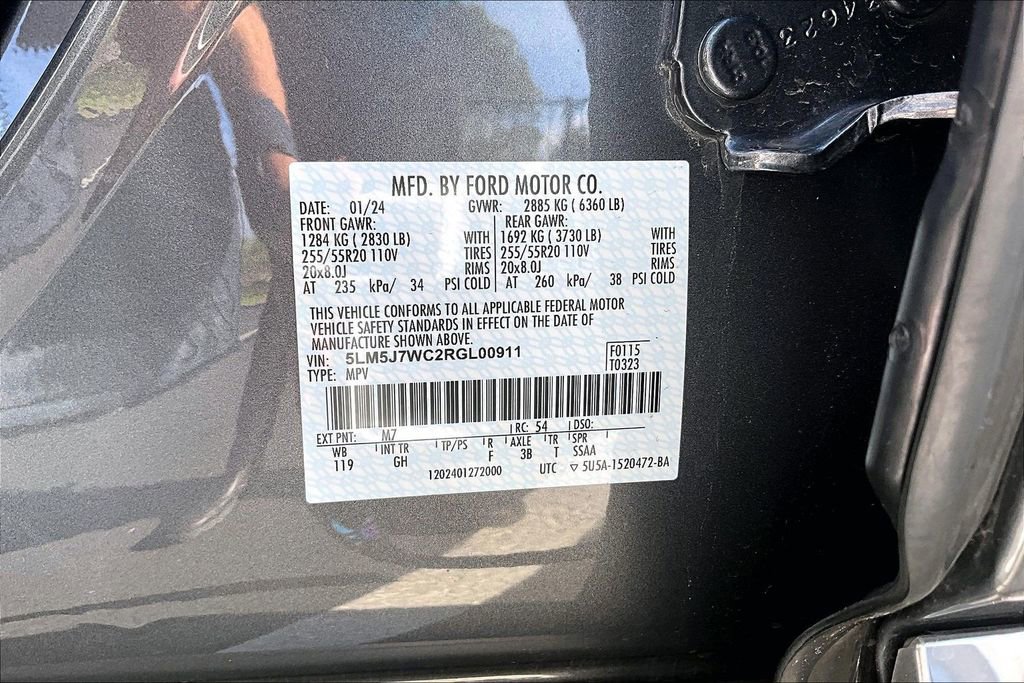 34623
MFD. BY FORD MOTOR CO.
DATE: 01/24 GVWR: 2885 KG ( 6360 LB)
FRONT GAWR: REAR GAWR:
1284 KG ( 2830 LB) WITH 1692 KG ( 3730 LB) WITH
255/55R20 110V TIRES 255/55R20 110V TIRES
20x8.0J RIMS 20x8.0J RIMS
AT 235 kPa/ 34 PSI COLD AT 260 kPa/ 38 PSI COLD
THIS VEHICLE CONFORMS TO ALL APPLICABLE FEDERAL MOTOR
VEHICLE SAFETY STANDARDS IN EFFECT ON THE DATE OF
MANUFACTURE SHOWN ABOVE.
VIN: 5LM5J7WC2RGL00911 F0115
TYPE: MPV T0323
EXT PNT: M7 RC: 54 DSO:
WB INT TR TP/PS R AXLE TR SPR
119 GH F 3B T SSAA
1202401272000 UTC ▽ 5U5A-1520472-BA